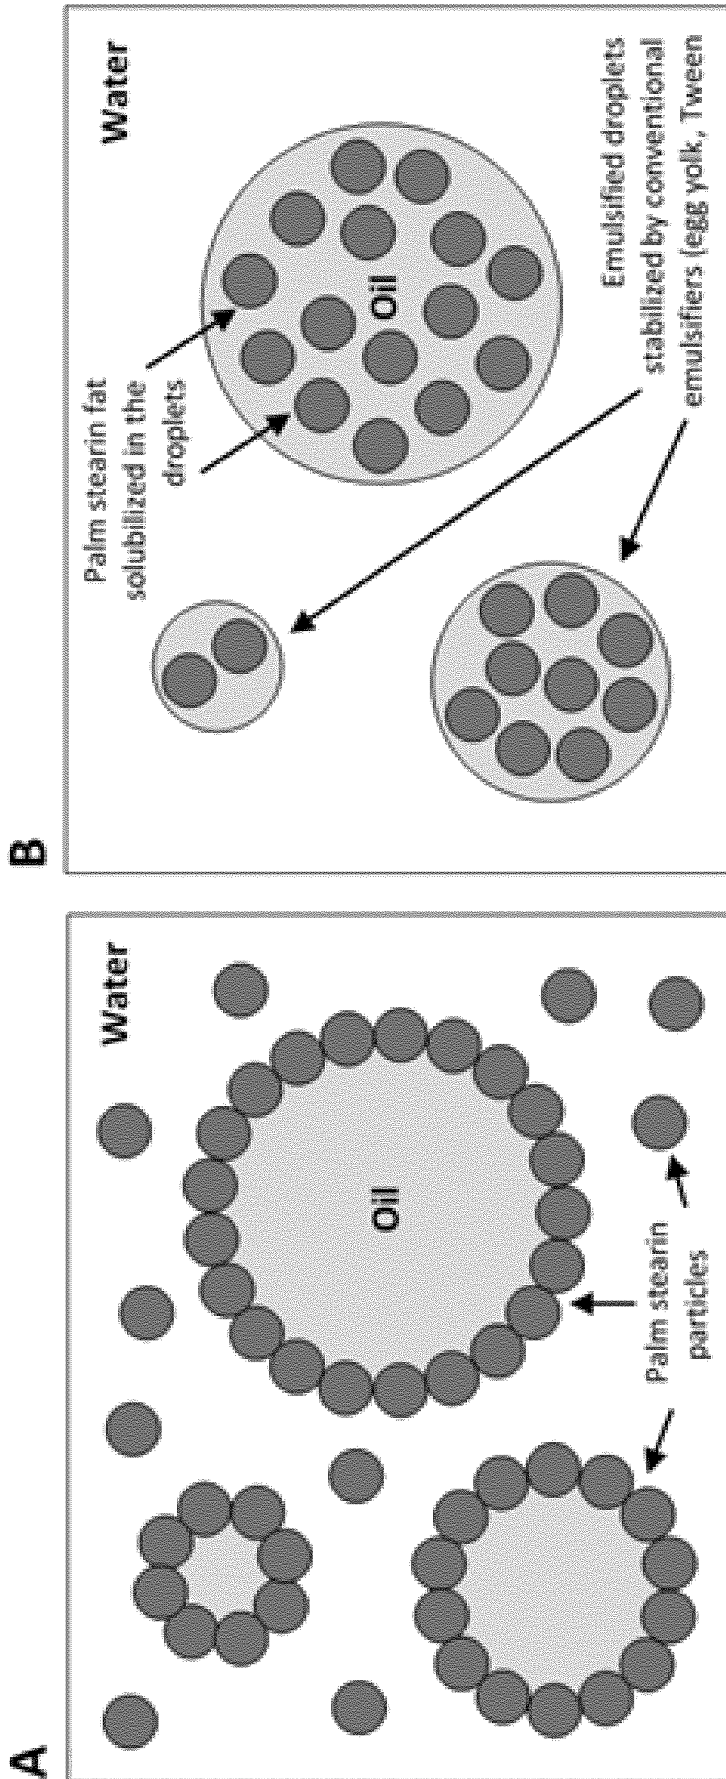 A
Water
Oil
Palm stearin
particles
B
Water
Palm stearin fat
solubilized in the
droplets
Oil
Emulsified droplets
stabilized by conventional
emulsifiers (egg yolk, Tween